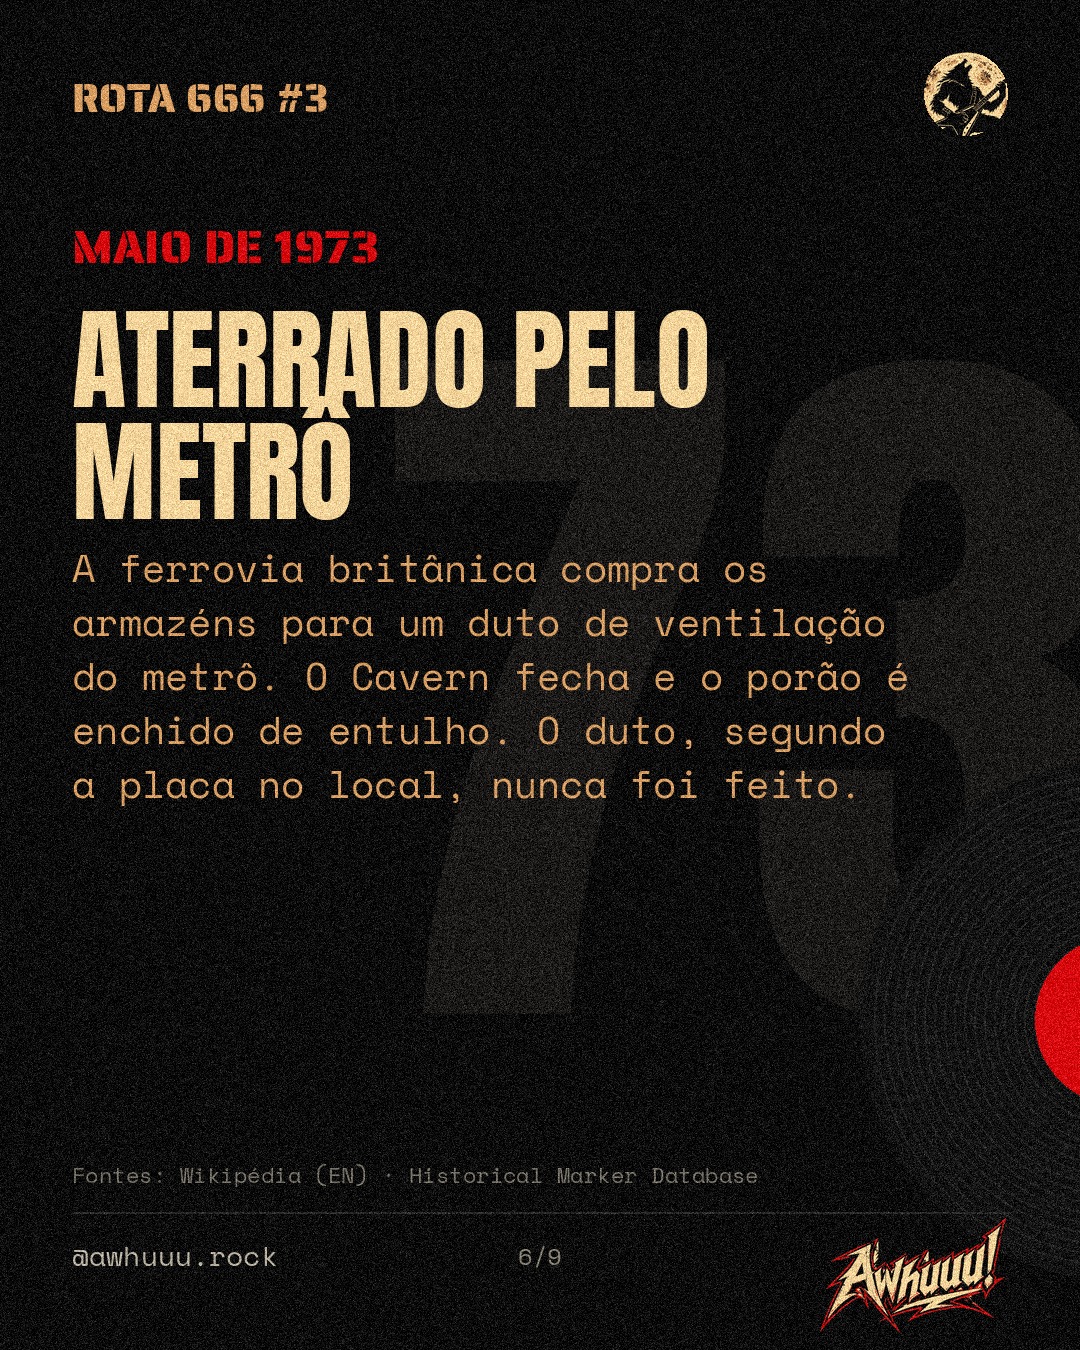 ROTA 666 #3
MAIO DE 1973
ATERRADO PELO
METRÔ
73
A ferrovia britânica compra os
armazéns para um duto de ventilação
do metrô. O Cavern fecha e o porão é
enchido de entulho. O duto, segundo
a placa no local, nunca foi feito.
Fontes: Wikipédia (EN) · Historical Marker Database
@awhuuu.rock
6/9
Awhuuu!